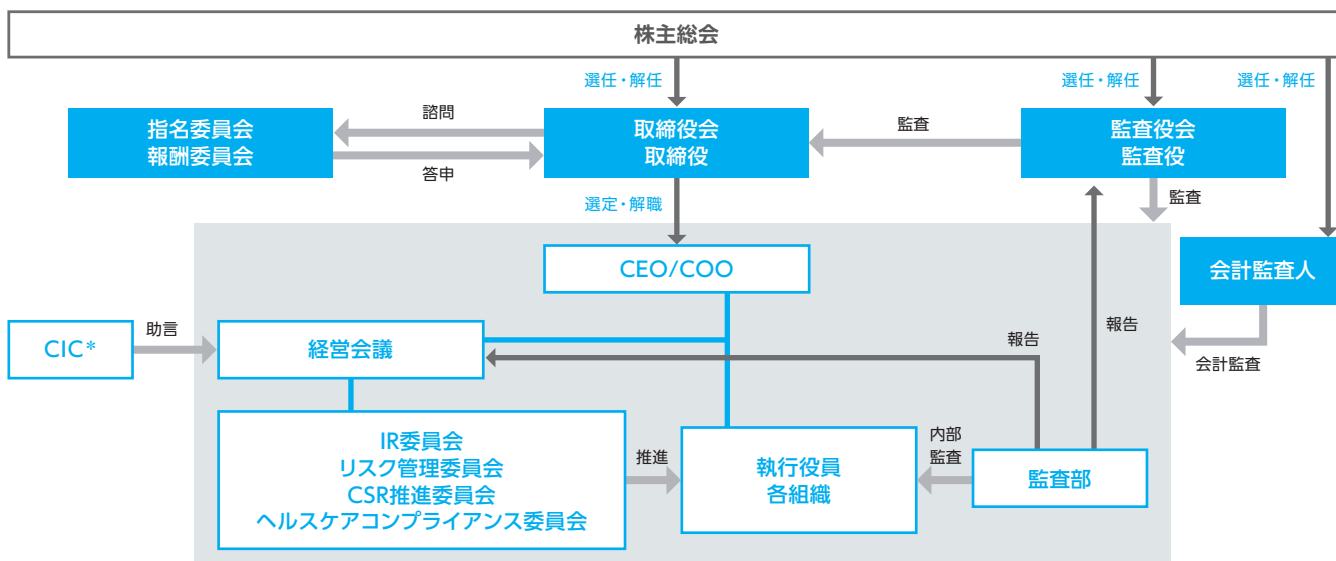 株主総会
選任・解任
選任・解任
選任・解任
指名委員会
報酬委員会
諮問
答申
取締役会
取締役
監査
監査役会
監査役
選定・解職
監査
CEO/COO
会計監査人
CIC*
助言
経営会議
報告
報告
会計監査
IR委員会
リスク管理委員会
CSR推進委員会
ヘルスケアコンプライアンス委員会
推進
執行役員
各組織
内部
監査
監査部